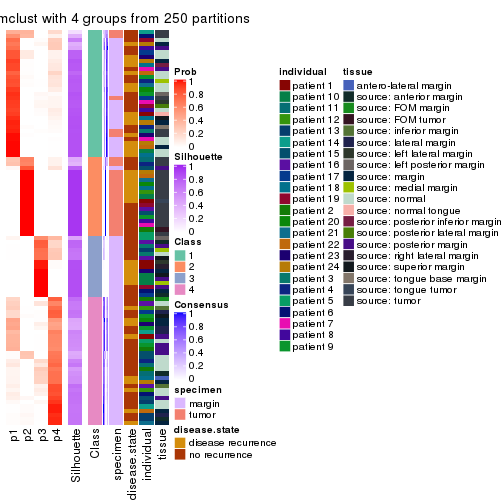 mclust with 4 groups from 250 partitions
Prob
1
0.8
0.6
0.4
0.2
0
Silhouette
1
0.8
0.6
0.4
0.2
0
Class
1
2
3
4
Consensus
1
0.8
0.6
0.4
0.2
0
specimen
margin
tumor
disease.state
disease recurrence
no recurrence
individual
patient 1
patient 10
patient 11
patient 12
patient 13
patient 14
patient 15
patient 16
patient 17
patient 18
patient 19
patient 2
patient 20
patient 21
patient 22
patient 23
patient 24
patient 3
patient 4
patient 5
patient 6
patient 7
patient 8
patient 9
tissue
antero-lateral margin
source: anterior margin
source: FOM margin
source: FOM tumor
source: inferior margin
source: lateral margin
source: left lateral margin
source: left posterior margin
source: margin
source: medial margin
source: normal
source: normal tongue
source: posterior inferior margin
source: posterior lateral margin
source: posterior margin
source: right lateral margin
source: superior margin
source: tongue base margin
source: tongue tumor
source: tumor
p1
p2
p3
p4
Silhouette
Class
specimen
disease.state
individual
tissue